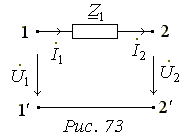 Z₁
1 2
İ₁ İ₂
U̇₁ U̇₂
1′ 2′
Рис. 73